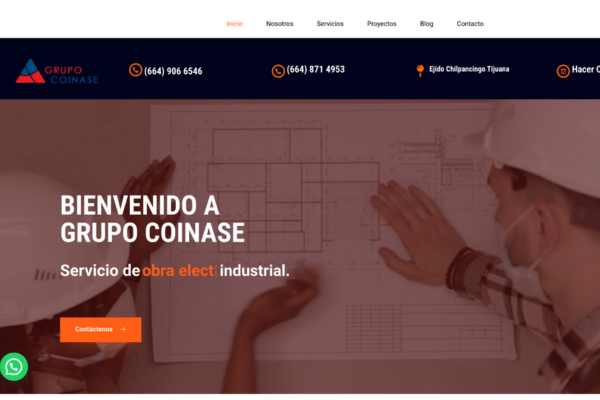 Inicio Nosotros Servicios Proyectos Blog Contacto
GRUPO
COINASE
(664) 906 6546
(664) 871 4953
Ejido Chilpancingo Tijuana
Hacer C
BIENVENIDO A
GRUPO COINASE
Servicio de obra elect industrial.
Contáctenos